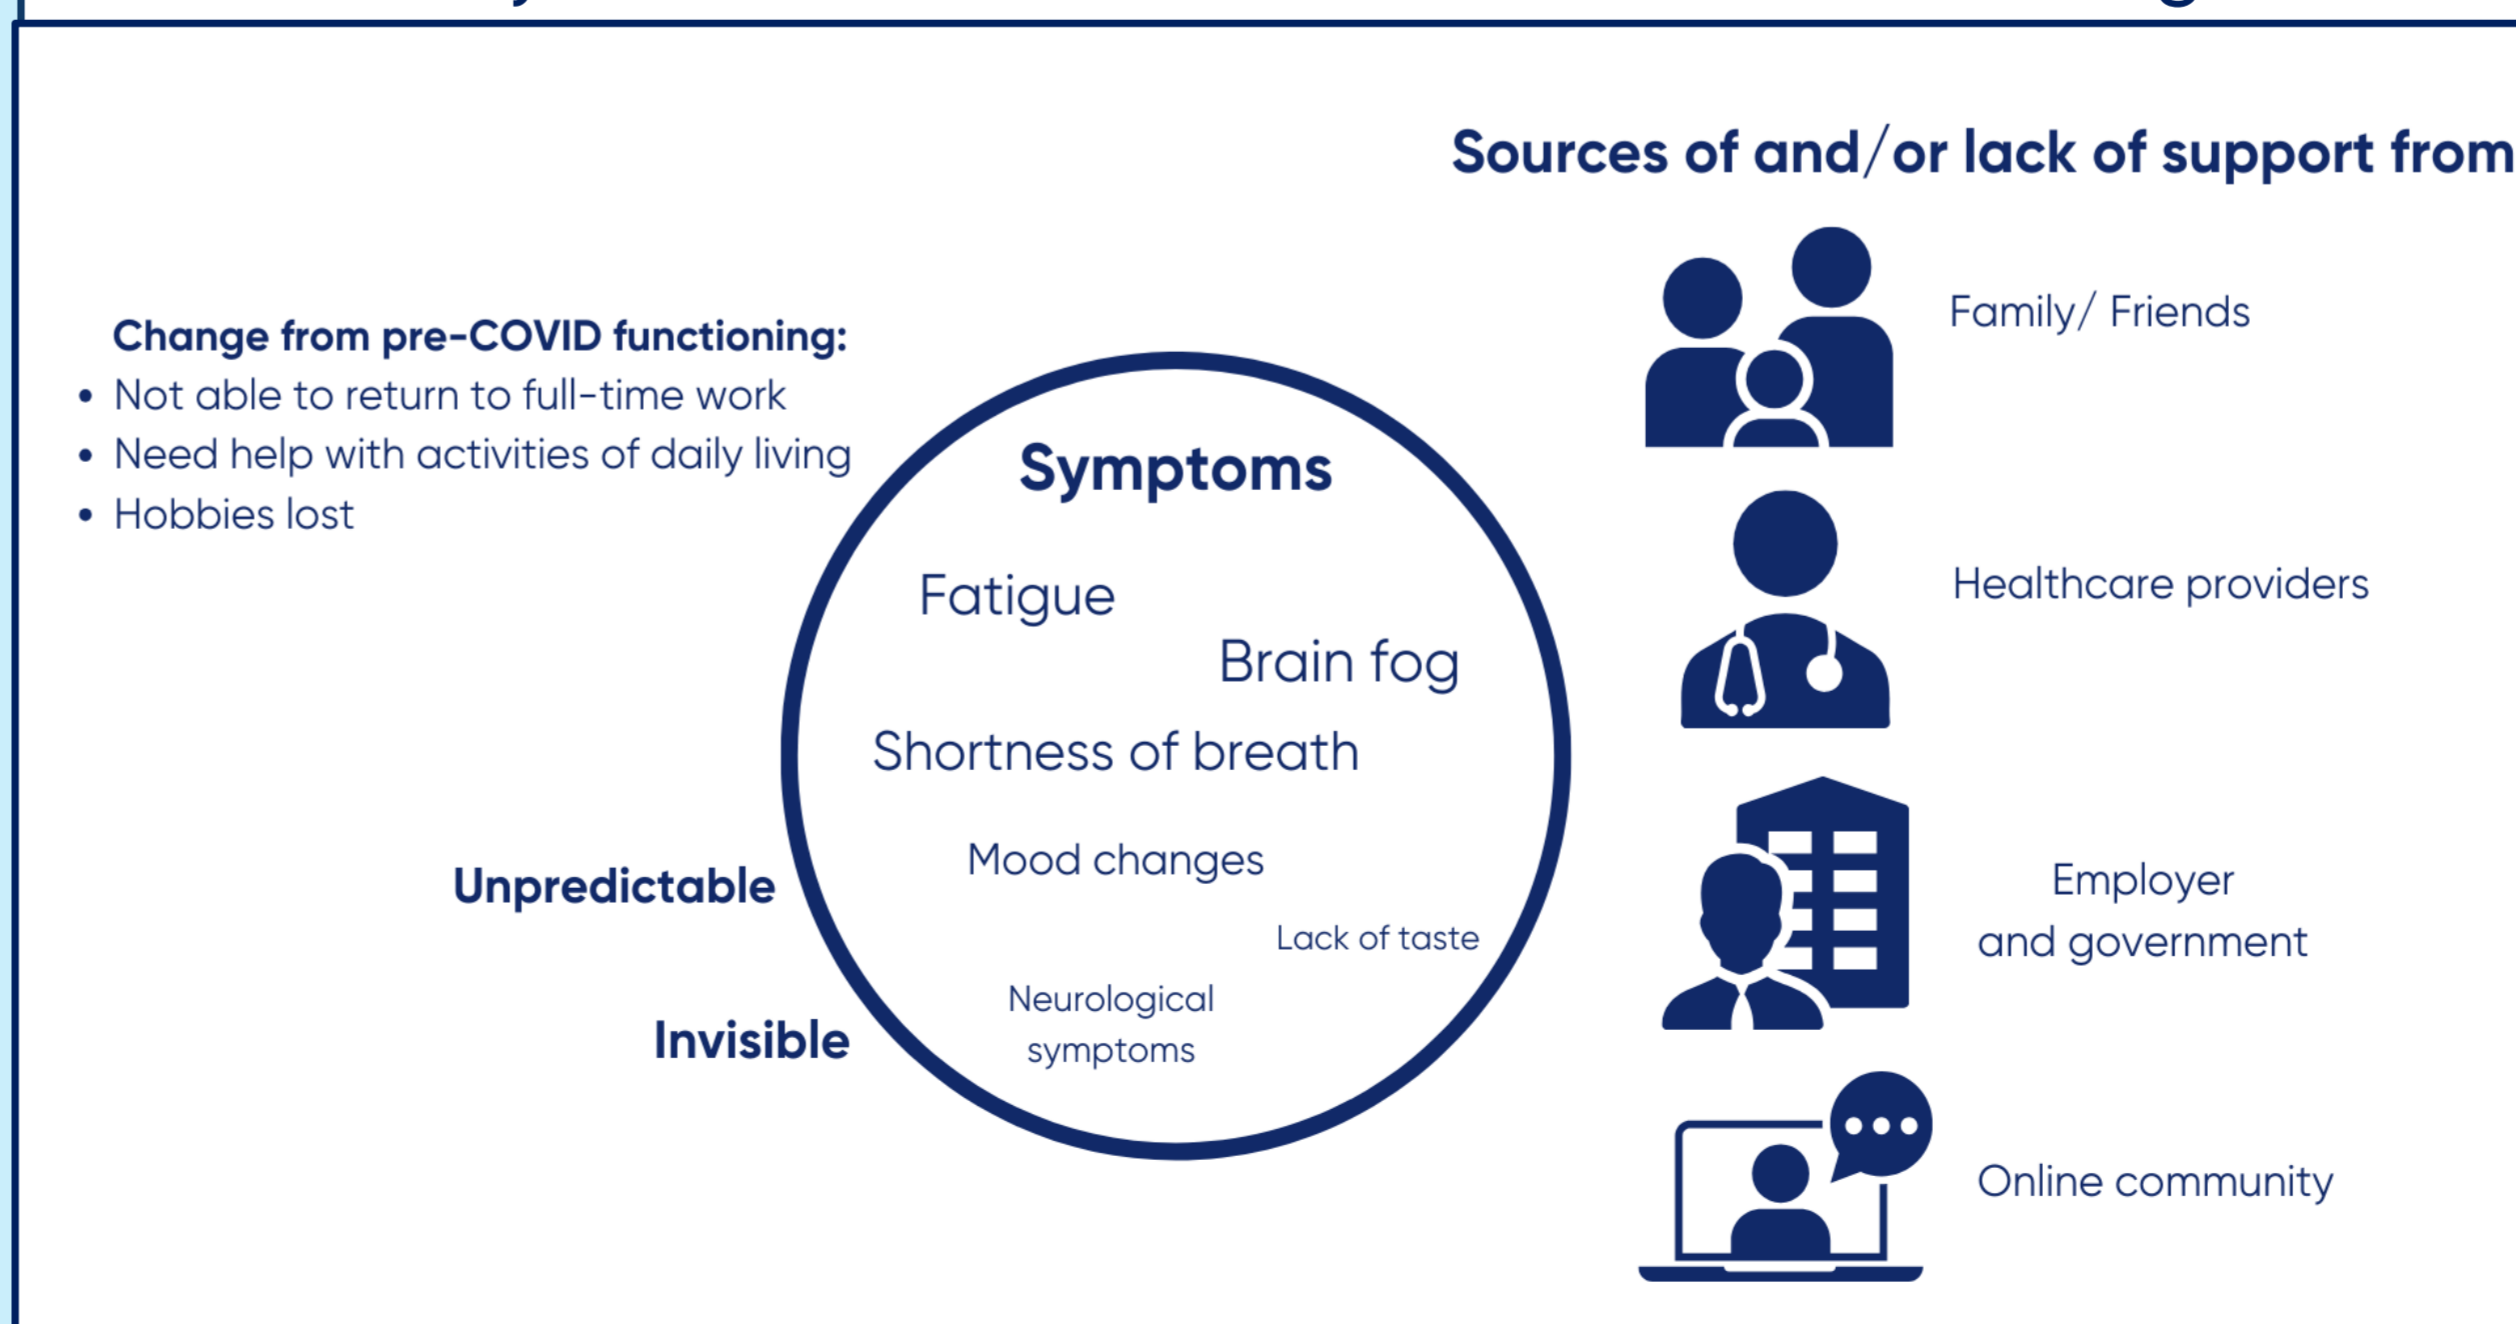 Sources of and/or lack of support from
Change from pre-COVID functioning:
• Not able to return to full-time work
• Need help with activities of daily living
• Hobbies lost
Unpredictable
Invisible
Symptoms
Fatigue
Brain fog
Shortness of breath
Mood changes
Lack of taste
Neurological
symptoms
Family/ Friends
Healthcare providers
Employer
and government
Online community